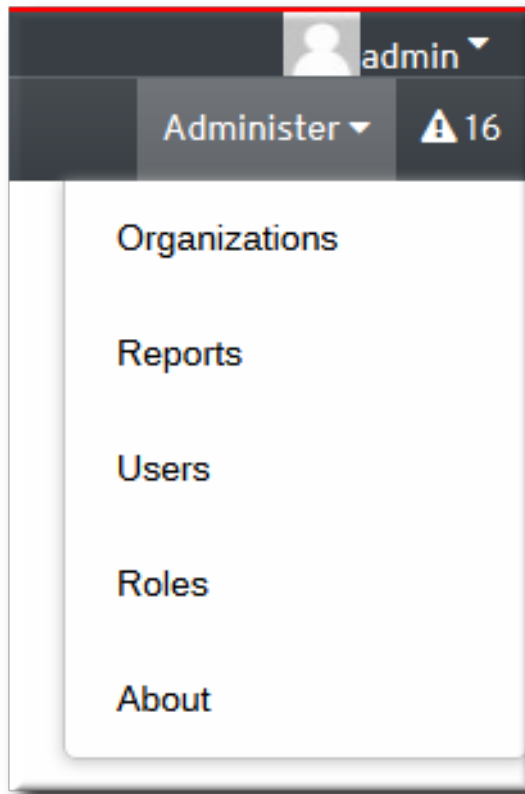 admin
Administer 16
Organizations
Reports
Users
Roles
About